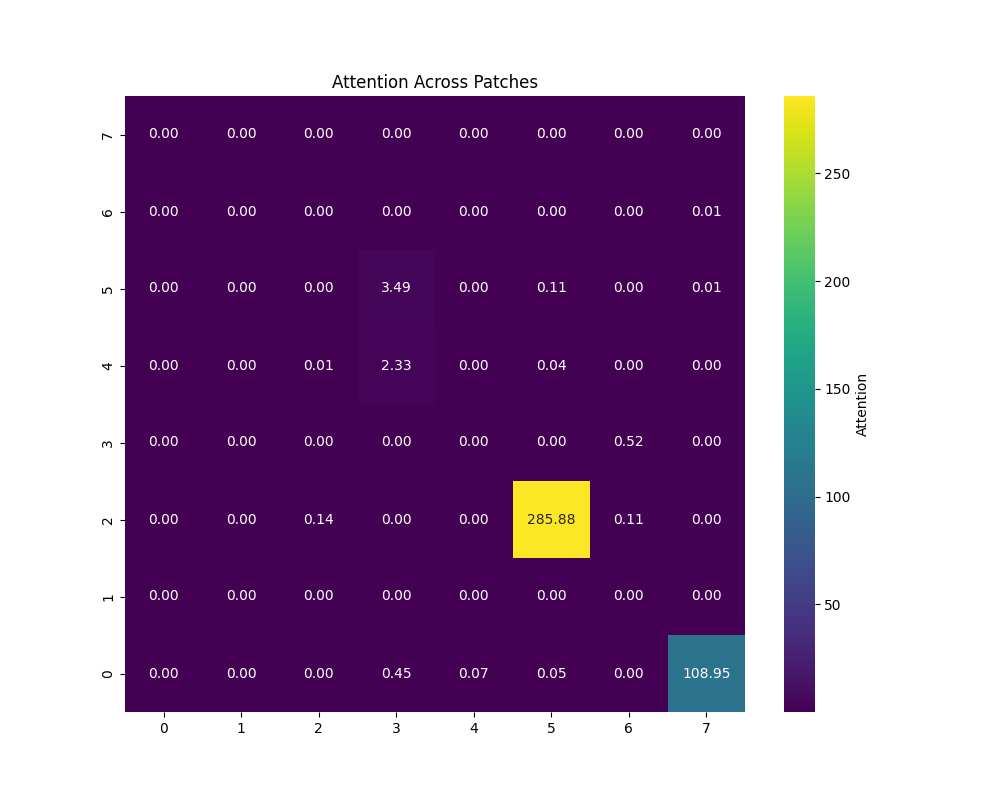 Attention Across Patches
7 0.00 0.00 0.00 0.00 0.00 0.00 0.00 0.00
6 0.00 0.00 0.00 0.00 0.00 0.00 0.00 0.01
5 0.00 0.00 0.00 3.49 0.00 0.11 0.00 0.01
4 0.00 0.00 0.01 2.33 0.00 0.04 0.00 0.00
3 0.00 0.00 0.00 0.00 0.00 0.00 0.52 0.00
2 0.00 0.00 0.14 0.00 0.00 285.88 0.11 0.00
1 0.00 0.00 0.00 0.00 0.00 0.00 0.00 0.00
0 0.00 0.00 0.00 0.45 0.07 0.05 0.00 108.95
0 1 2 3 4 5 6 7
250
200
150
100
50
Attention